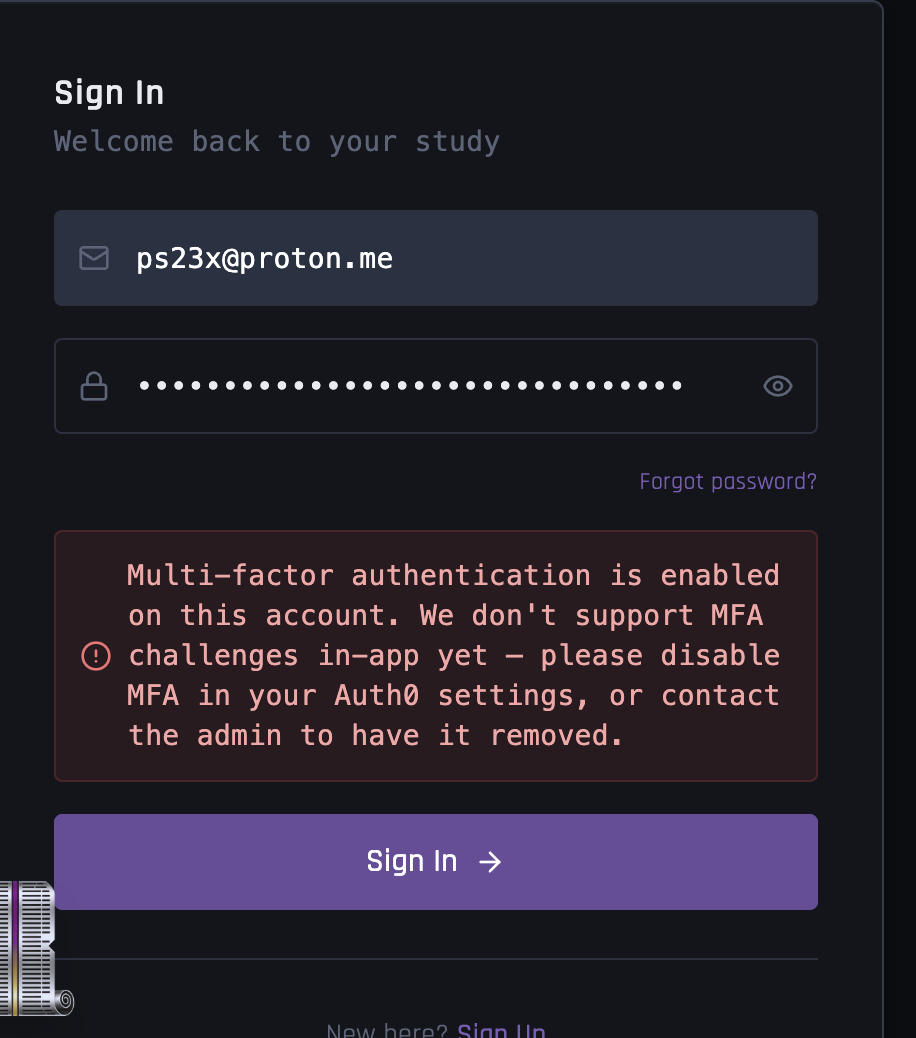 Sign In
Welcome back to your study
ps23x@proton.me
••••••••••••••••••••••••••••••••
Forgot password?
Multi-factor authentication is enabled
on this account. We don't support MFA
challenges in-app yet — please disable
MFA in your Auth0 settings, or contact
the admin to have it removed.
Sign In →
New here? Sign Up